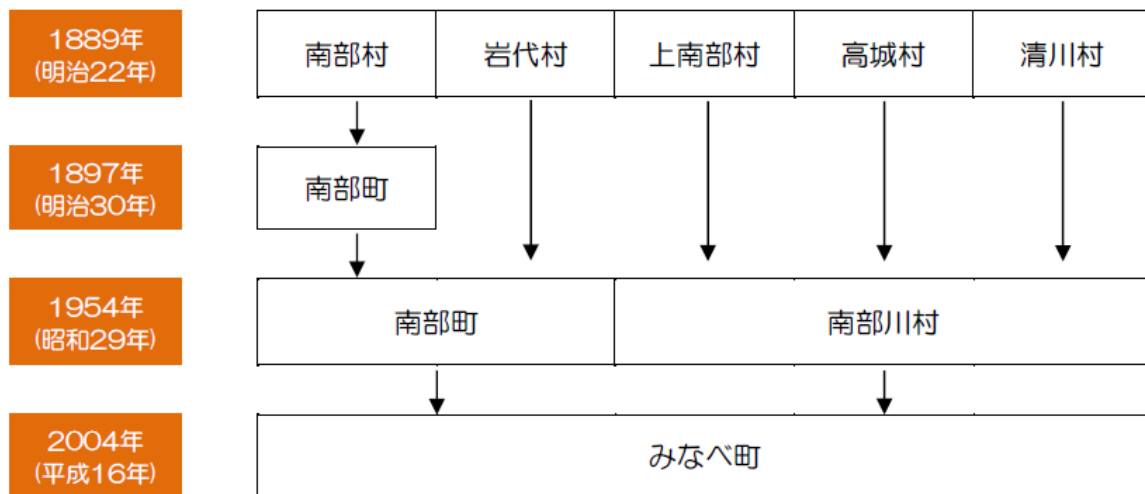 1889年
(明治22年)
南部村
岩代村
上南部村
高城村
清川村
1897年
(明治30年)
南部町
1954年
(昭和29年)
南部町
南部川村
2004年
(平成16年)
みなべ町